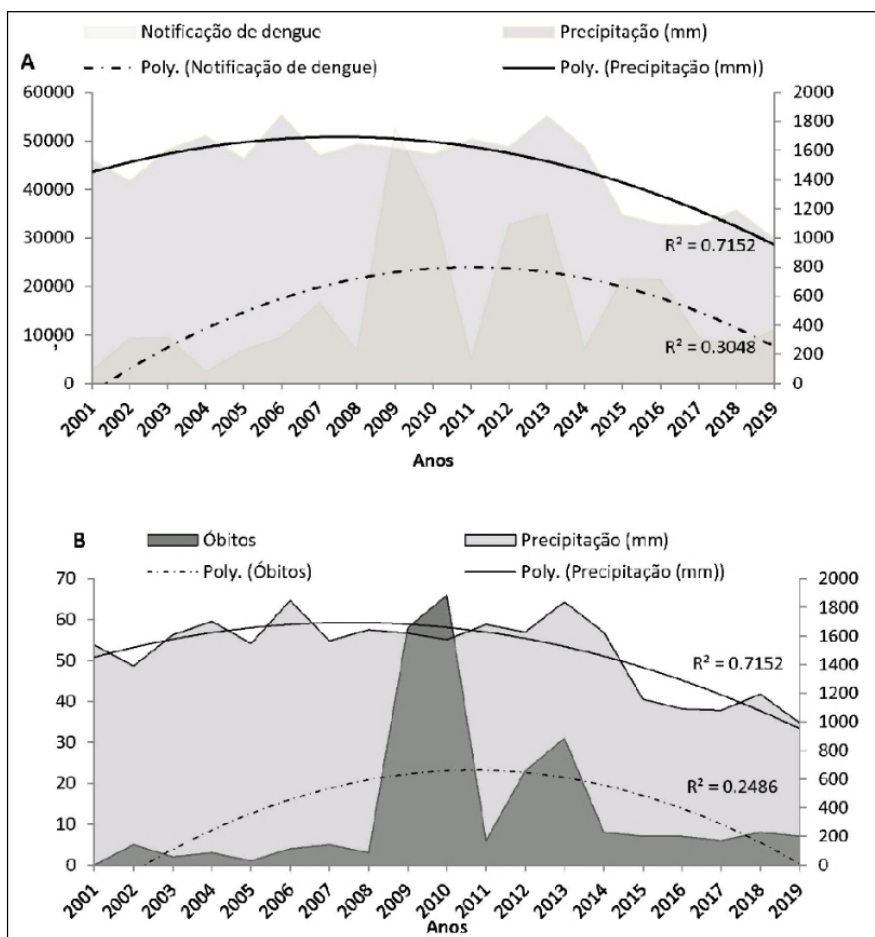 Notificação de dengue Precipitação (mm)
A Poly. (Notificação de dengue) Poly. (Precipitação (mm))
60000 2000
50000 1800
1600
40000 1400
1200
30000 1000
R² = 0.7152
20000 800
600
10000 400
R² = 0.3048
200
0 0
2001 2002 2003 2004 2005 2006 2007 2008 2009 2010 2011 2012 2013 2014 2015 2016 2017 2018 2019
Anos
B Óbitos Precipitação (mm)
Poly. (Óbitos) Poly. (Precipitação (mm))
70 2000
1800
60 1600
50 R² = 0.7152 1400
1200
40 1000
30 800
R² = 0.2486
20 600
400
10 200
0 0
2001 2002 2003 2004 2005 2006 2007 2008 2009 2010 2011 2012 2013 2014 2015 2016 2017 2018 2019
Anos